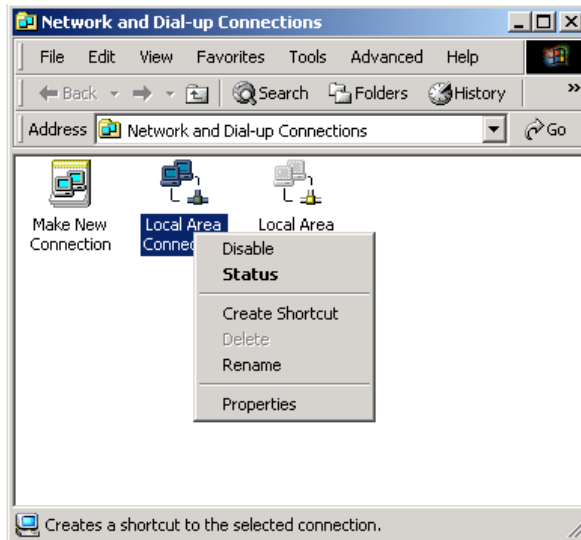 Network and Dial-up Connections
File Edit View Favorites Tools Advanced Help
Back Search Folders History »
Address Network and Dial-up Connections Go
Make New
Connection
Local Area
Connec
Local Area
Disable
Status
Create Shortcut
Delete
Rename
Properties
Creates a shortcut to the selected connection.